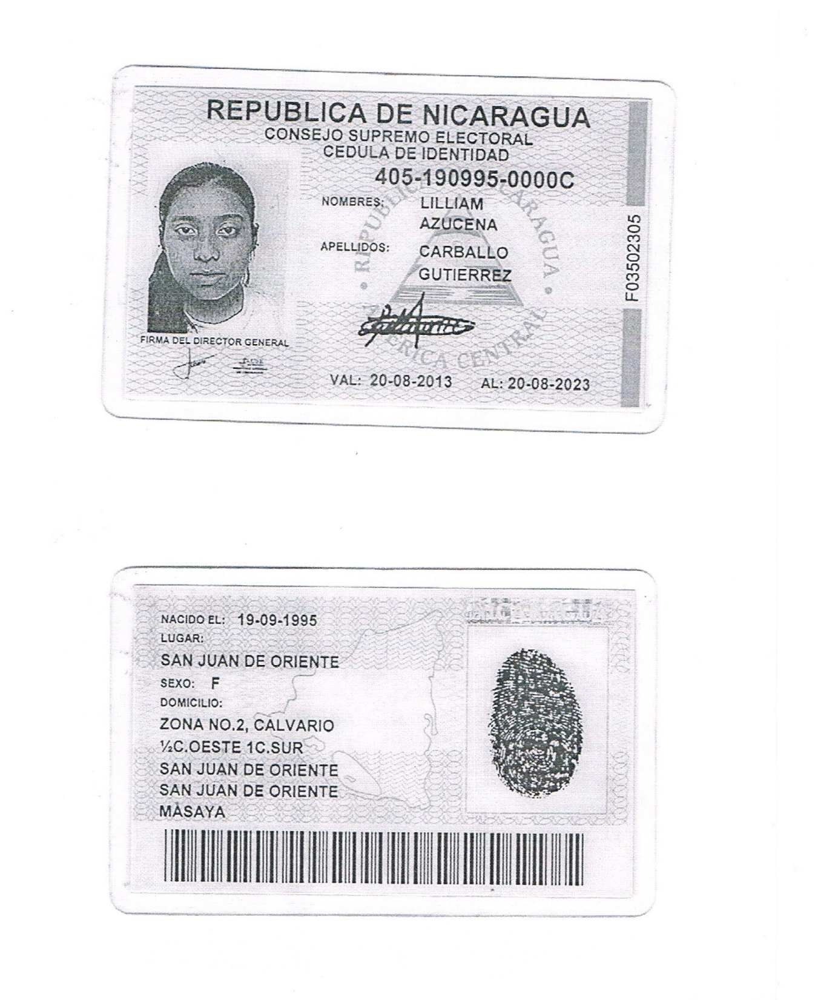 REPUBLICA DE NICARAGUA
CONSEJO SUPREMO ELECTORAL
CEDULA DE IDENTIDAD
405-190995-0000C
NOMBRES: LILLIAM
AZUCENA
APELLIDOS: CARBALLO
GUTIERREZ
REPUBLICA DE NICARAGUA
AMERICA CENTRAL
F03502305
FIRMA DEL DIRECTOR GENERAL
VAL: 20-08-2013 AL: 20-08-2023
NACIDO EL: 19-09-1995
LUGAR:
SAN JUAN DE ORIENTE
SEXO: F
DOMICILIO:
ZONA NO.2, CALVARIO
½C.OESTE 1C.SUR
SAN JUAN DE ORIENTE
SAN JUAN DE ORIENTE
MASAYA